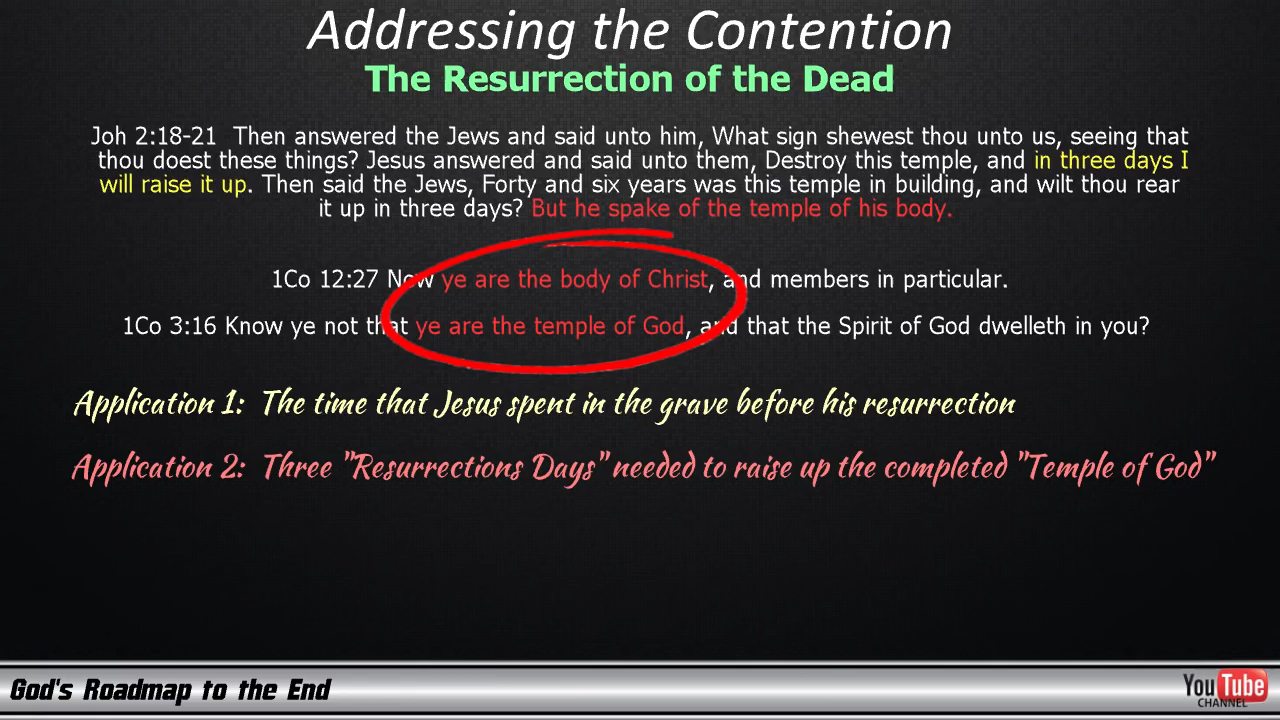 Addressing the Contention
The Resurrection of the Dead
Joh 2:18-21  Then answered the Jews and said unto him, What sign shewest thou unto us, seeing that
thou doest these things? Jesus answered and said unto them, Destroy this temple, and in three days I
will raise it up. Then said the Jews, Forty and six years was this temple in building, and wilt thou rear
it up in three days? But he spake of the temple of his body.
1Co 12:27 Now ye are the body of Christ, and members in particular.
1Co 3:16 Know ye not that ye are the temple of God, and that the Spirit of God dwelleth in you?
Application 1:  The time that Jesus spent in the grave before his resurrection
Application 2:  Three "Resurrections Days" needed to raise up the completed "Temple of God"
God's Roadmap to the End
YouTube
CHANNEL